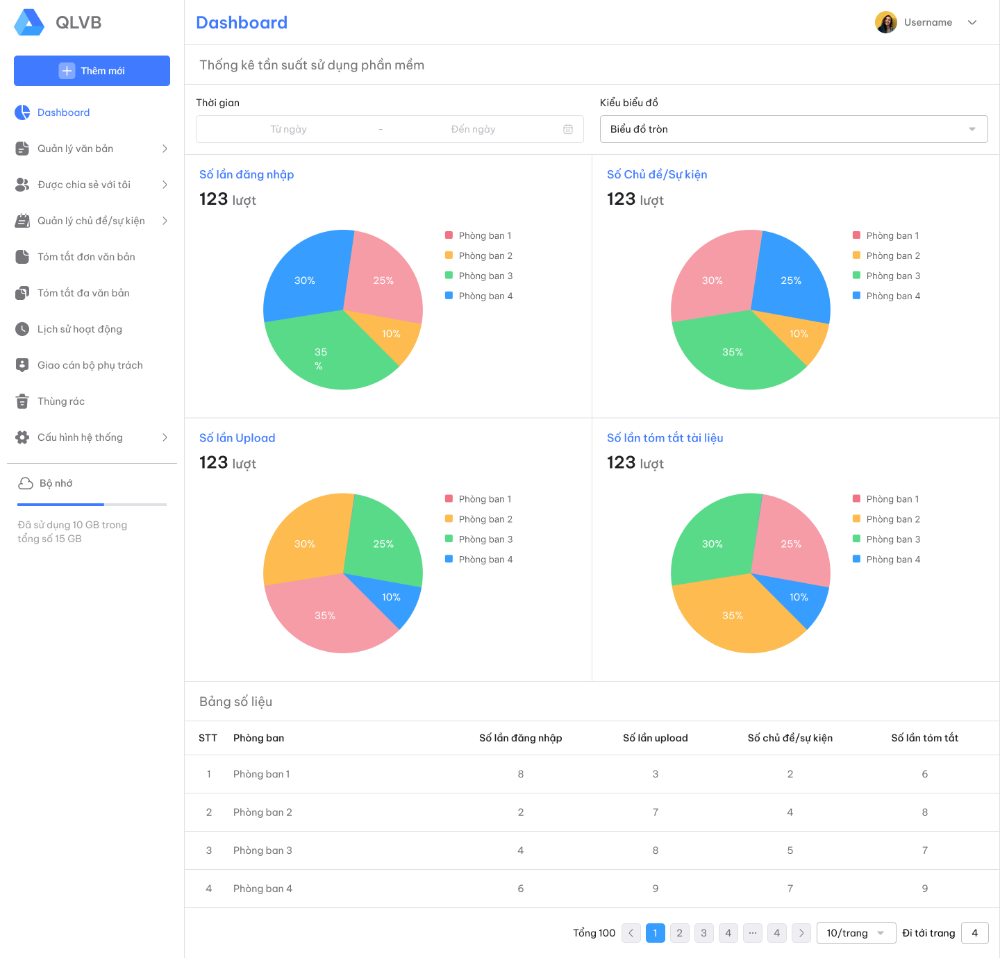 QLVB
Thêm mới
Dashboard
Quản lý văn bản
Được chia sẻ với tôi
Quản lý chủ đề/sự kiện
Tóm tắt đơn văn bản
Tóm tắt đa văn bản
Lịch sử hoạt động
Giao cán bộ phụ trách
Thùng rác
Cấu hình hệ thống
Bộ nhớ
Đã sử dụng 10 GB trong
tổng số 15 GB
Dashboard
Username
Thống kê tần suất sử dụng phần mềm
Thời gian
Từ ngày - Đến ngày
Kiểu biểu đồ
Biểu đồ tròn
Số lần đăng nhập
123 lượt
30%
25%
10%
35
%
Phòng ban 1
Phòng ban 2
Phòng ban 3
Phòng ban 4
Số Chủ đề/Sự kiện
123 lượt
30%
25%
10%
35%
Phòng ban 1
Phòng ban 2
Phòng ban 3
Phòng ban 4
Số lần Upload
123 lượt
30%
25%
10%
35%
Phòng ban 1
Phòng ban 2
Phòng ban 3
Phòng ban 4
Số lần tóm tắt tài liệu
123 lượt
30%
25%
10%
35%
Phòng ban 1
Phòng ban 2
Phòng ban 3
Phòng ban 4
Bảng số liệu
STT Phòng ban Số lần đăng nhập Số lần upload Số chủ đề/sự kiện Số lần tóm tắt
1 Phòng ban 1 8 3 2 6
2 Phòng ban 2 2 7 4 8
3 Phòng ban 3 4 8 5 7
4 Phòng ban 4 6 9 7 9
Tổng 100 1 2 3 4 ··· 4 10/trang Đi tới trang 4